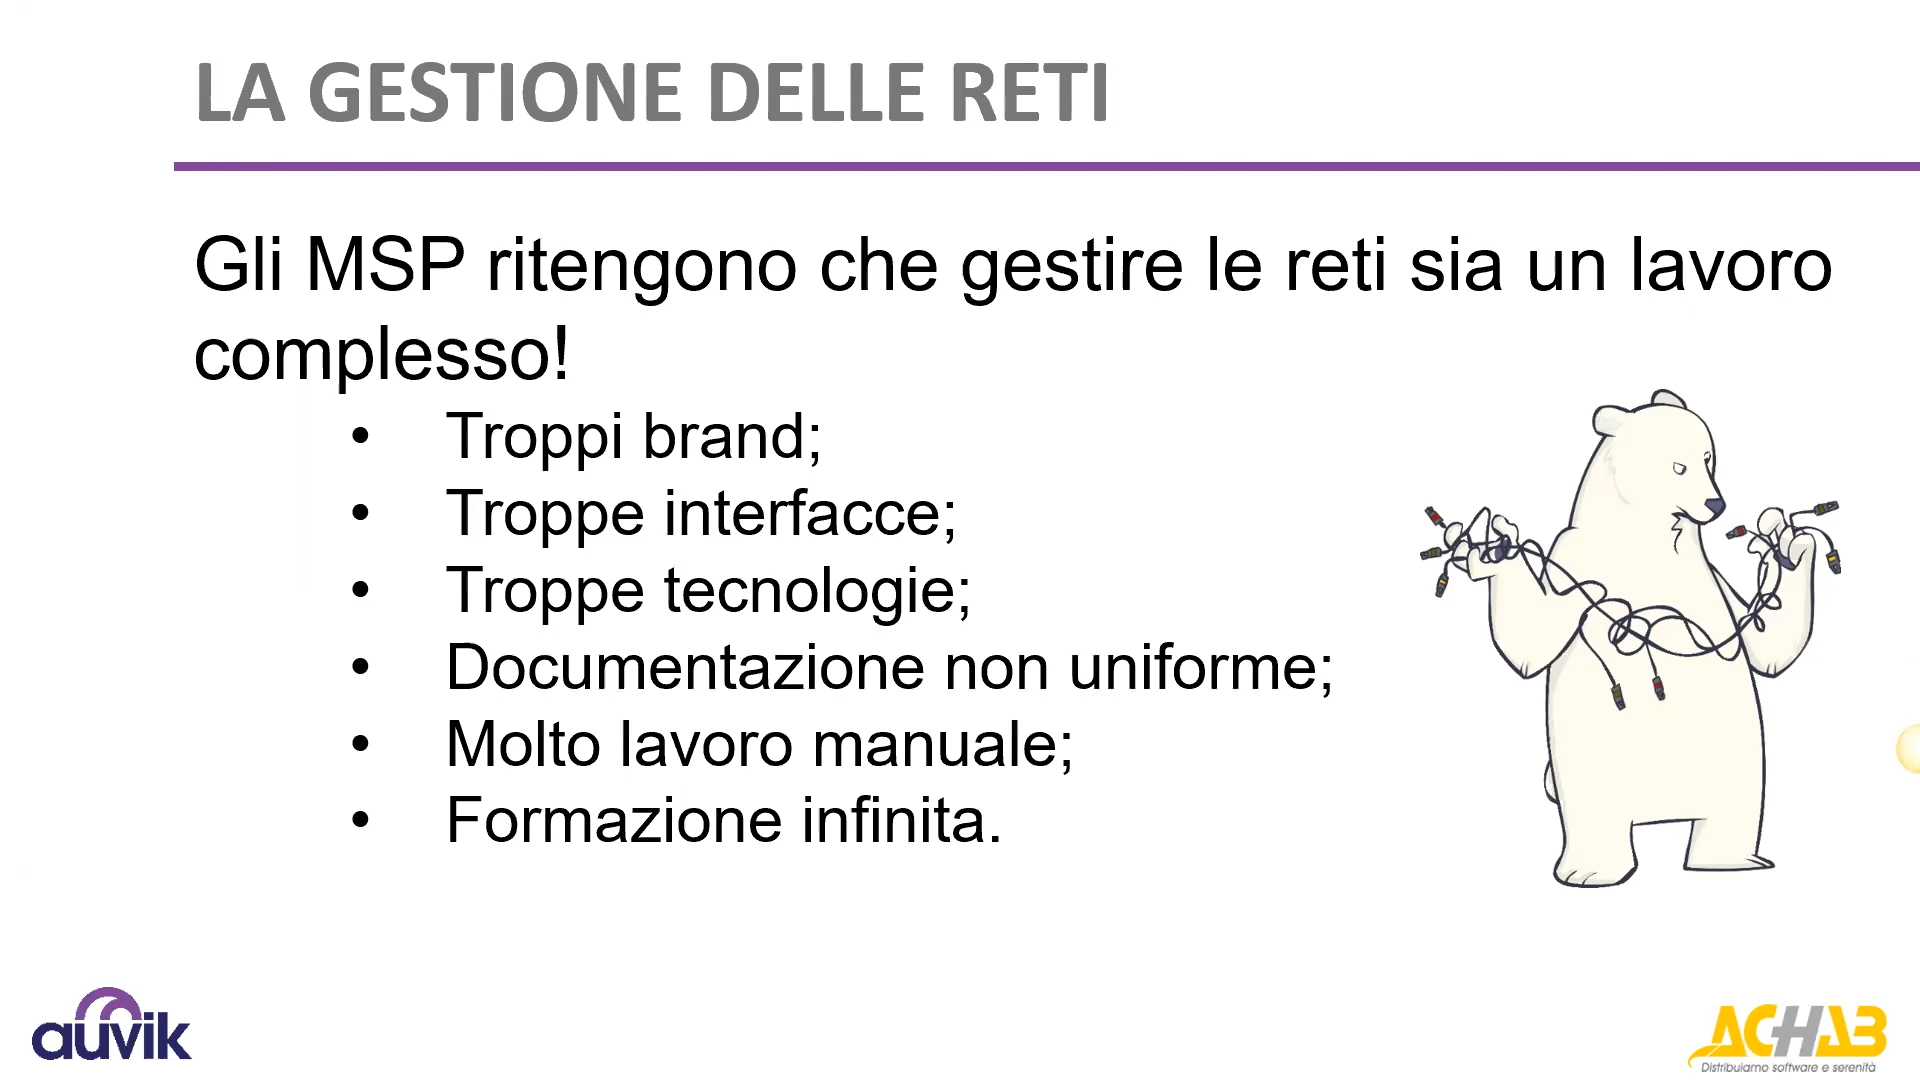 LA GESTIONE DELLE RETI
Gli MSP ritengono che gestire le reti sia un lavoro
complesso!
• Troppi brand;
• Troppe interfacce;
• Troppe tecnologie;
• Documentazione non uniforme;
• Molto lavoro manuale;
• Formazione infinita.
auvik
ACHAB
Distribuiamo software e serenità